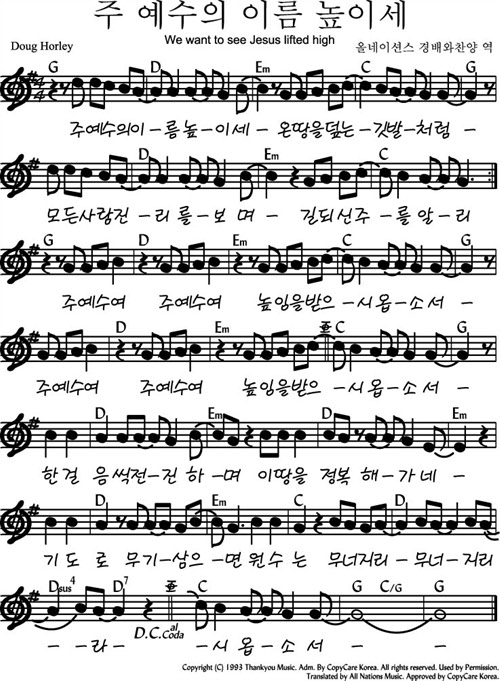 주 예수의 이름 높이세
We want to see Jesus lifted high
Doug Horley
올네이션스 경배와찬양 역
G D Em C G
4/4
주예수의이–름높–이세– 온땅을덮는–깃발–처럼 –
D Em C G
모든사랑진–리를–보 며– 길되신주–를알–리
G D Em C
주예수여 주예수여 높임을받으–시옵–소서 –
G D Em C G
주예수여 주예수여 높임을받으 –시옵–소서 –
D Em C D Em
한걸 음씩전–진 하–며 이땅을 정복 해–가네 –
D Em C D
기도로 무기–삼으–면원수는 무너지리–무너–지리
Dsus4 D7 C G C/G G
– –라– –시 옵–소서 – –
D.C. al Coda
Copyright (C) 1993 Thankyou Music. Adm. By CopyCare Korea. All rights reserved. Used by Permission.
Translated by All Nations Music. Approved by CopyCare Korea.